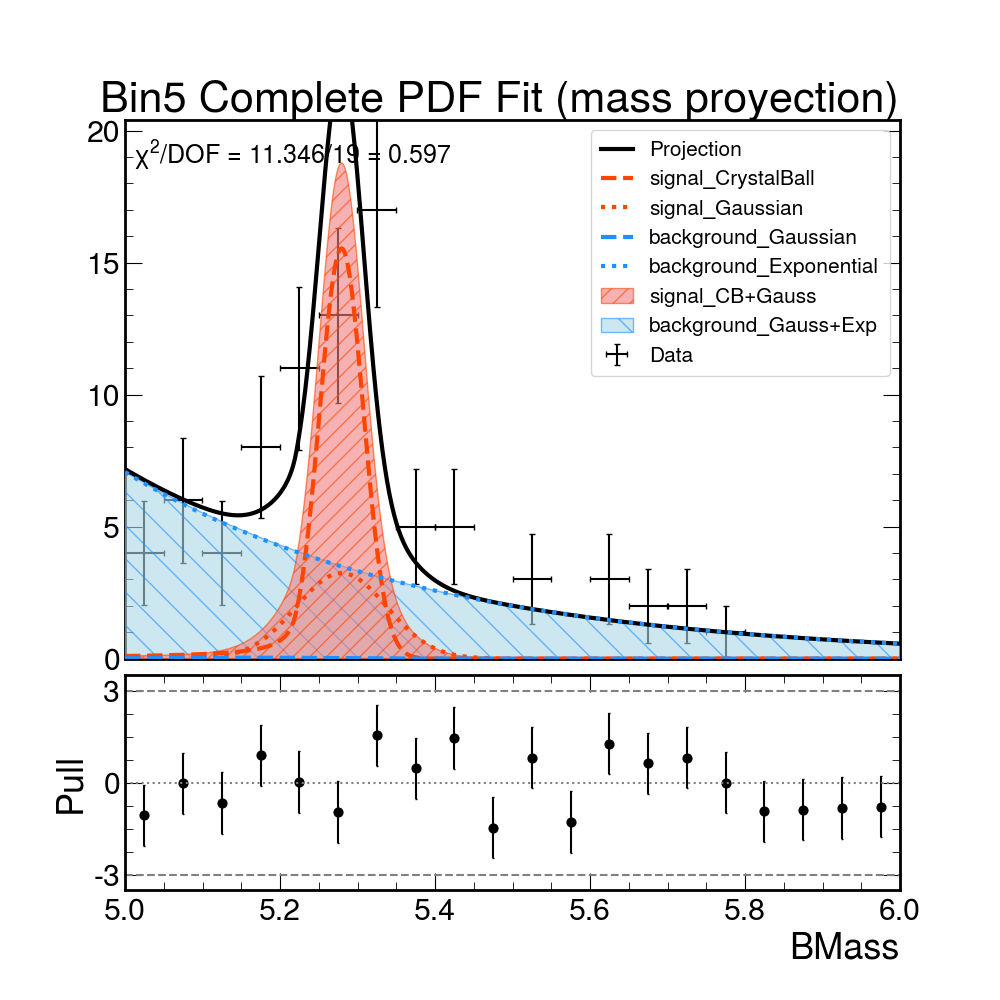 Bin5 Complete PDF Fit (mass proyection)
χ²/DOF = 11.346/19 = 0.597
Projection
signal_CrystalBall
signal_Gaussian
background_Gaussian
background_Exponential
signal_CB+Gauss
background_Gauss+Exp
Data
20
15
10
5
0
3
0
-3
Pull
5.0 5.2 5.4 5.6 5.8 6.0
BMass